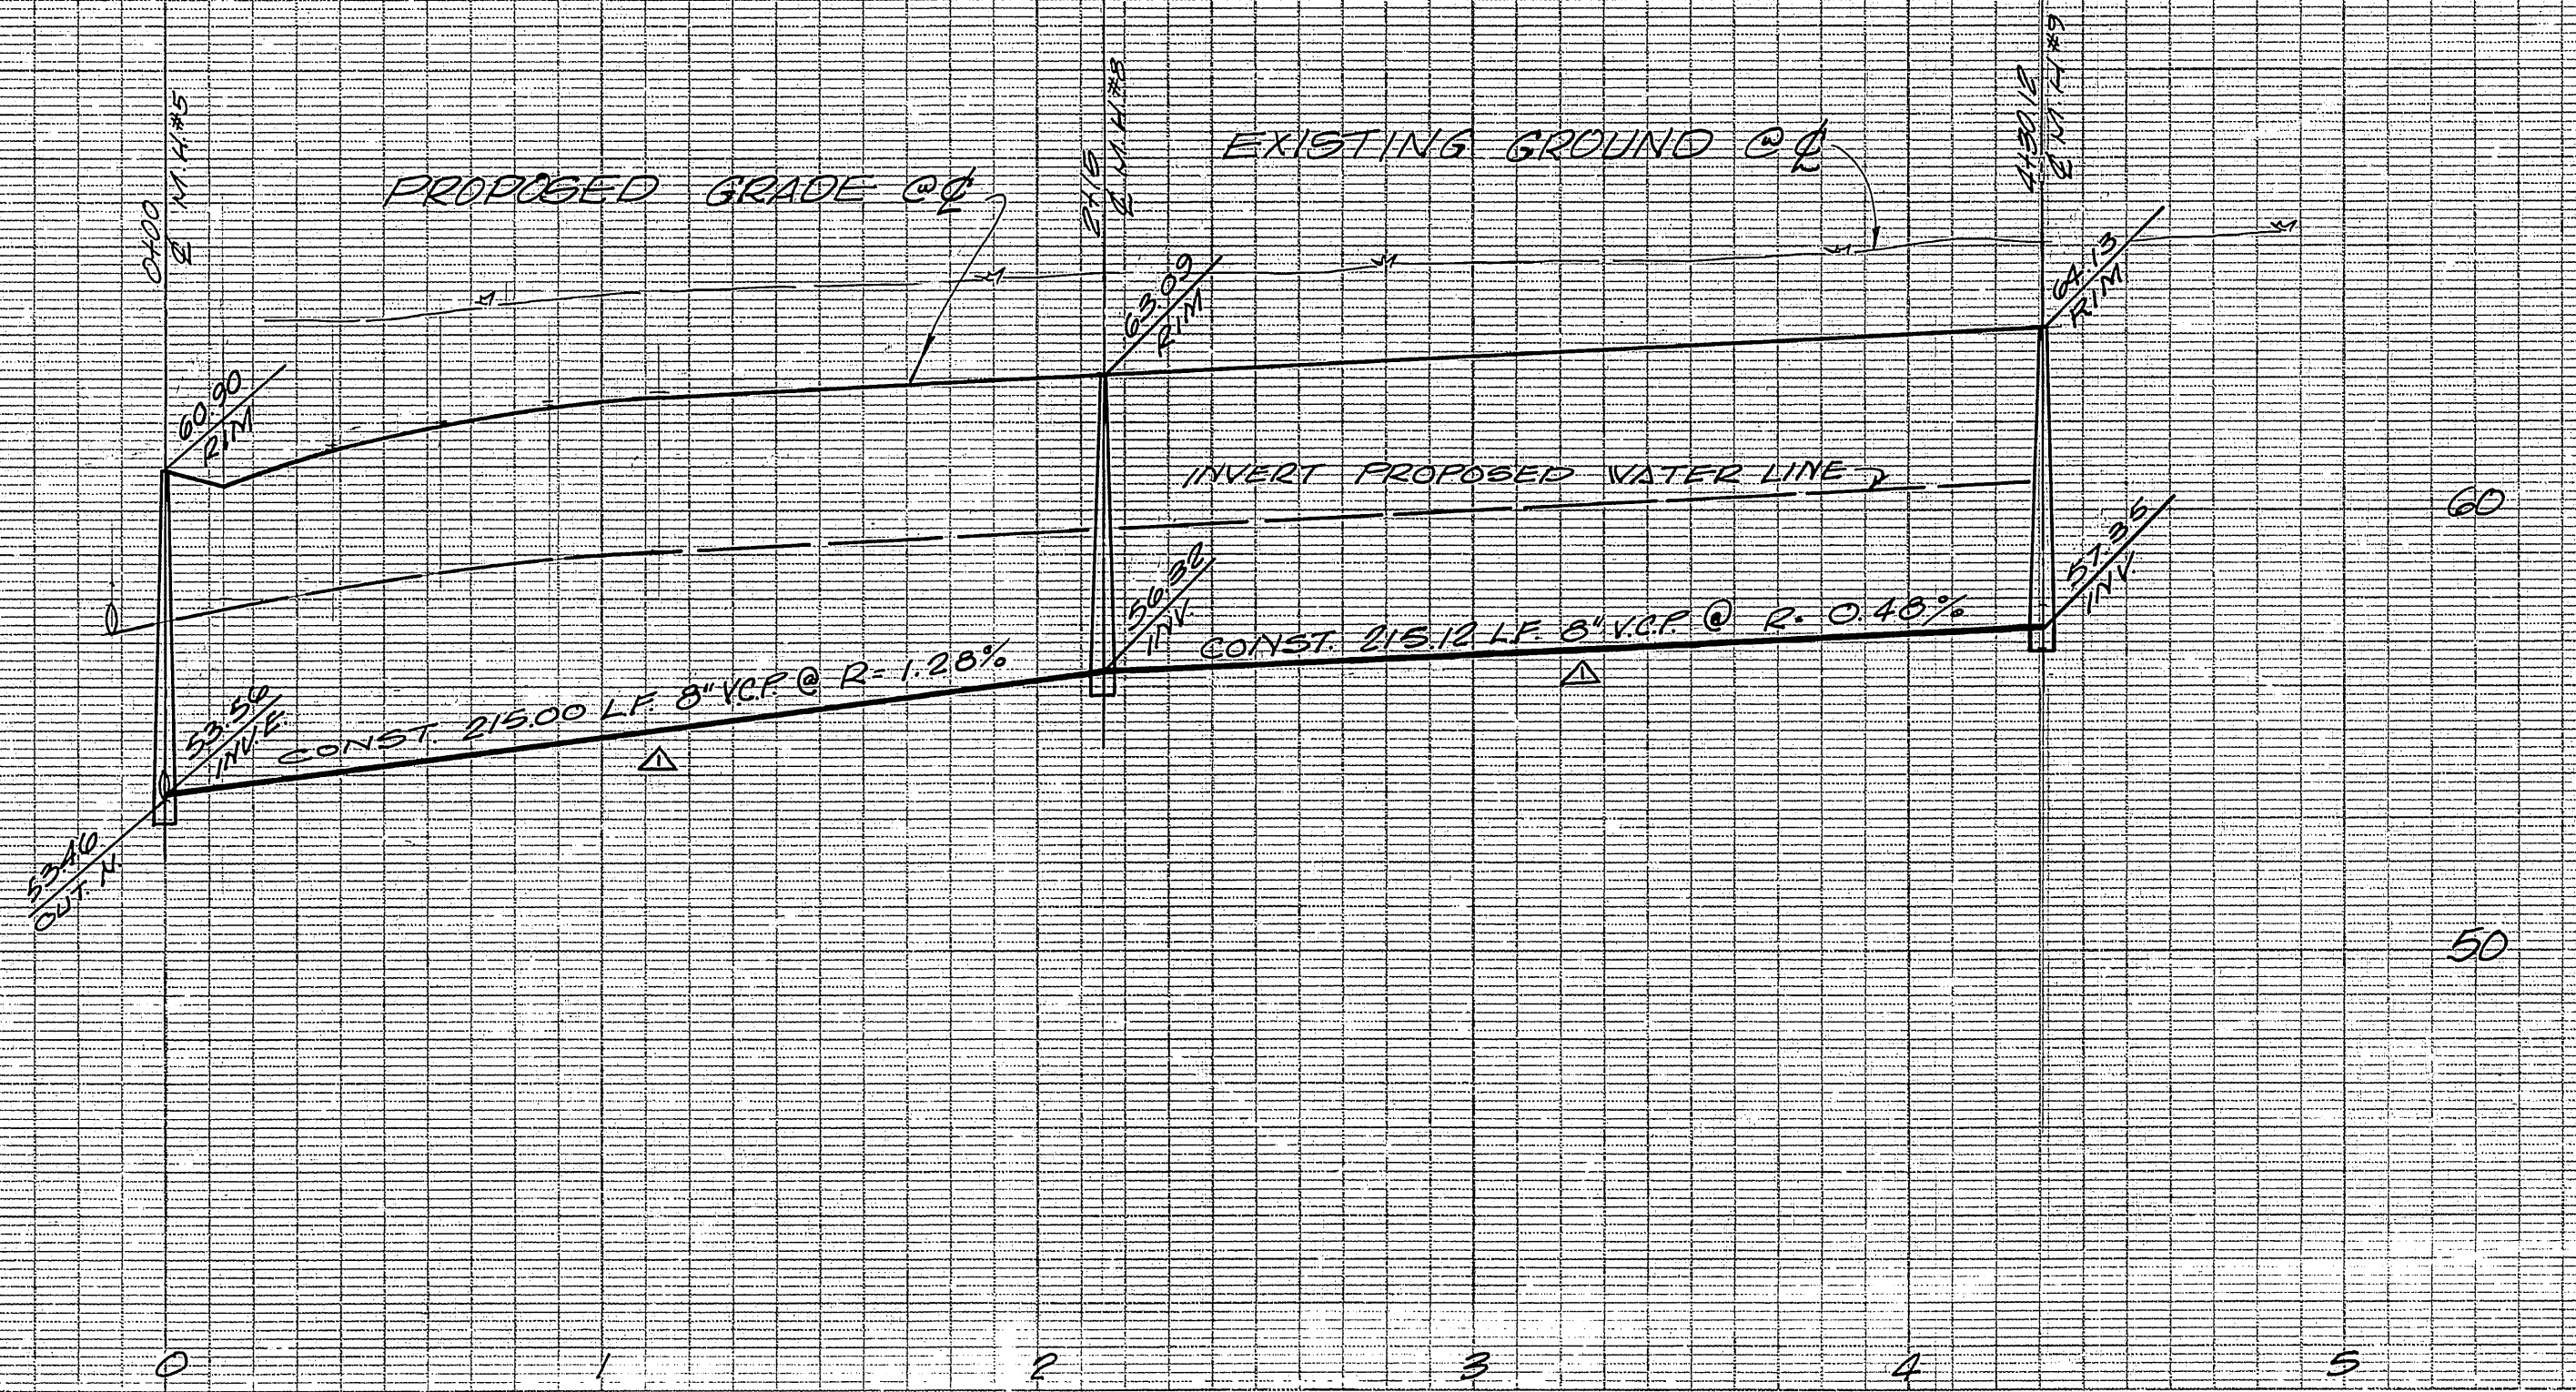 0+00
℄ M.H.#5
2+15
℄ M.H.#8
4+30.12
℄ M.H.#9
PROPOSED GRADE @ ℄
EXISTING GROUND @ ℄
60.90
RIM
63.09
RIM
64.13
RIM
INVERT PROPOSED WATER LINE
60
53.56
INV.E.
56.32
INV.
57.35
INV.
CONST. 215.00 L.F. 8" V.C.P. @ R= 1.28%
CONST. 215.12 L.F. 8" V.C.P. @ R= 0.48%
1
1
53.46
OUT. N.
50
0 1 2 3 4 5